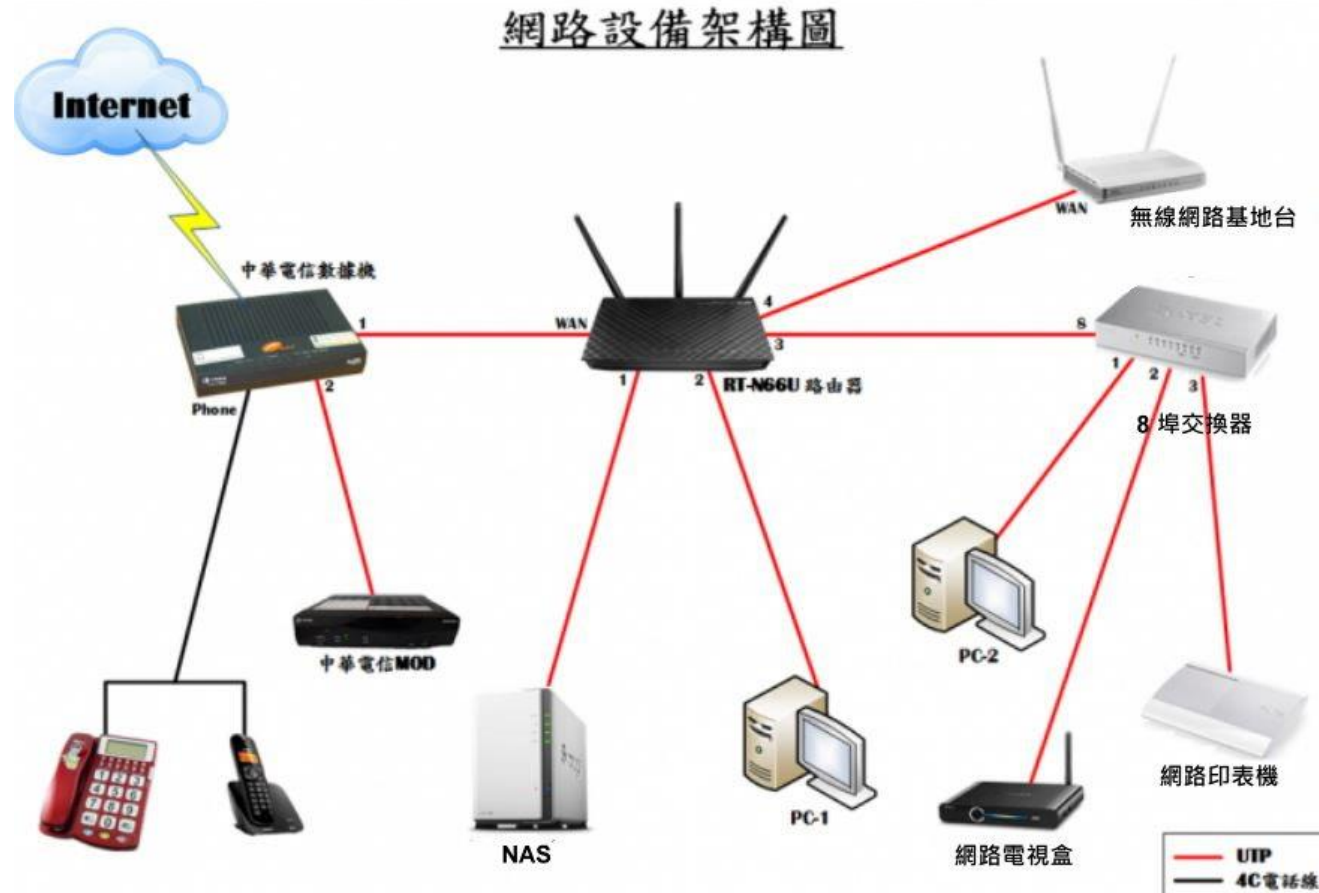 網路設備架構圖
Internet
中華電信數據機
1
2
Phone
中華電信MOD
WAN
4
3
1
2
RT-N66U 路由器
WAN
無線網路基地台
8
1
2
3
8 埠交換器
PC-2
網路印表機
PC-1
NAS
網路電視盒
UTP
4C電話線